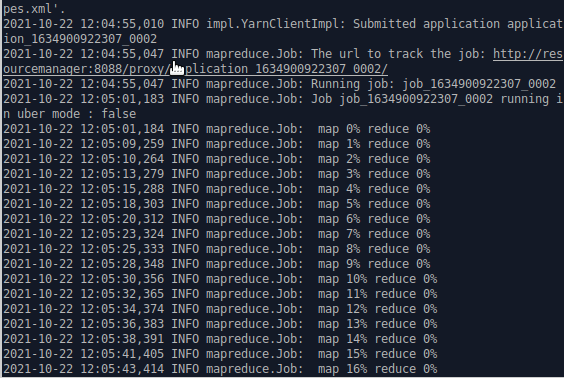 pes.xml'.
2021-10-22 12:04:55,010 INFO impl.YarnClientImpl: Submitted application applicat
ion_1634900922307_0002
2021-10-22 12:04:55,047 INFO mapreduce.Job: The url to track the job: http://res
ourcemanager:8088/proxy/application_1634900922307_0002/
2021-10-22 12:04:55,047 INFO mapreduce.Job: Running job: job_1634900922307_0002
2021-10-22 12:05:01,183 INFO mapreduce.Job: Job job_1634900922307_0002 running i
n uber mode : false
2021-10-22 12:05:01,184 INFO mapreduce.Job:  map 0% reduce 0%
2021-10-22 12:05:09,259 INFO mapreduce.Job:  map 1% reduce 0%
2021-10-22 12:05:10,264 INFO mapreduce.Job:  map 2% reduce 0%
2021-10-22 12:05:13,279 INFO mapreduce.Job:  map 3% reduce 0%
2021-10-22 12:05:15,288 INFO mapreduce.Job:  map 4% reduce 0%
2021-10-22 12:05:18,303 INFO mapreduce.Job:  map 5% reduce 0%
2021-10-22 12:05:20,312 INFO mapreduce.Job:  map 6% reduce 0%
2021-10-22 12:05:23,324 INFO mapreduce.Job:  map 7% reduce 0%
2021-10-22 12:05:25,333 INFO mapreduce.Job:  map 8% reduce 0%
2021-10-22 12:05:28,348 INFO mapreduce.Job:  map 9% reduce 0%
2021-10-22 12:05:30,356 INFO mapreduce.Job:  map 10% reduce 0%
2021-10-22 12:05:32,365 INFO mapreduce.Job:  map 11% reduce 0%
2021-10-22 12:05:34,374 INFO mapreduce.Job:  map 12% reduce 0%
2021-10-22 12:05:36,383 INFO mapreduce.Job:  map 13% reduce 0%
2021-10-22 12:05:38,391 INFO mapreduce.Job:  map 14% reduce 0%
2021-10-22 12:05:41,405 INFO mapreduce.Job:  map 15% reduce 0%
2021-10-22 12:05:43,414 INFO mapreduce.Job:  map 16% reduce 0%